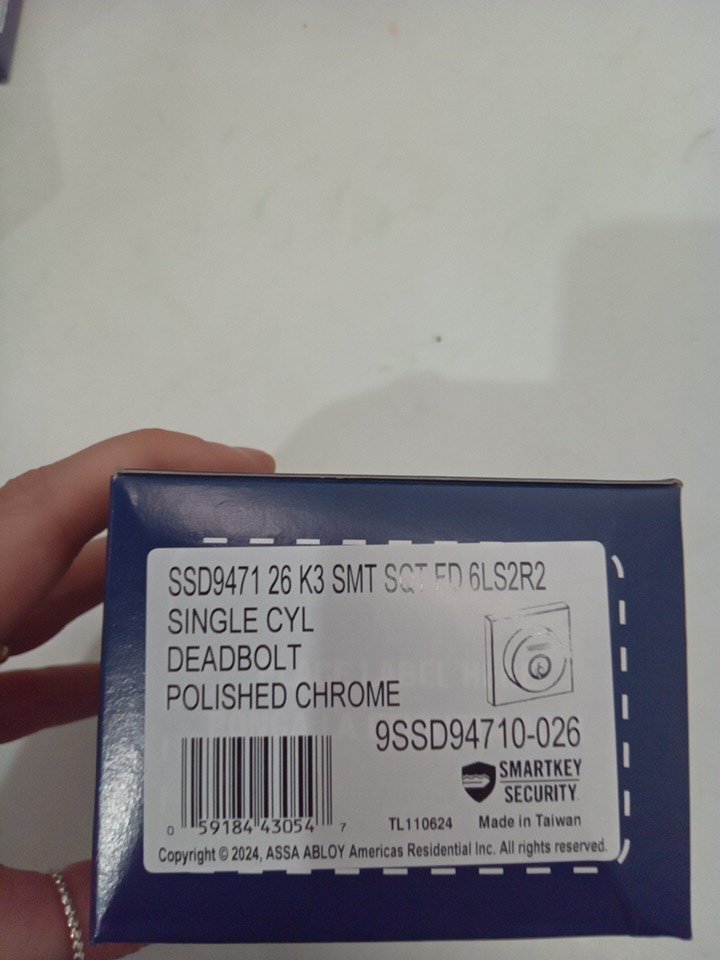 SSD9471 26 K3 SMT SQT FD 6LS2R2
SINGLE CYL
DEADBOLT
POLISHED CHROME
9SSD94710-026
SMARTKEY
SECURITY
0 59184 43054 7
TL110624 Made in Taiwan
Copyright © 2024, ASSA ABLOY Americas Residential Inc. All rights reserved.